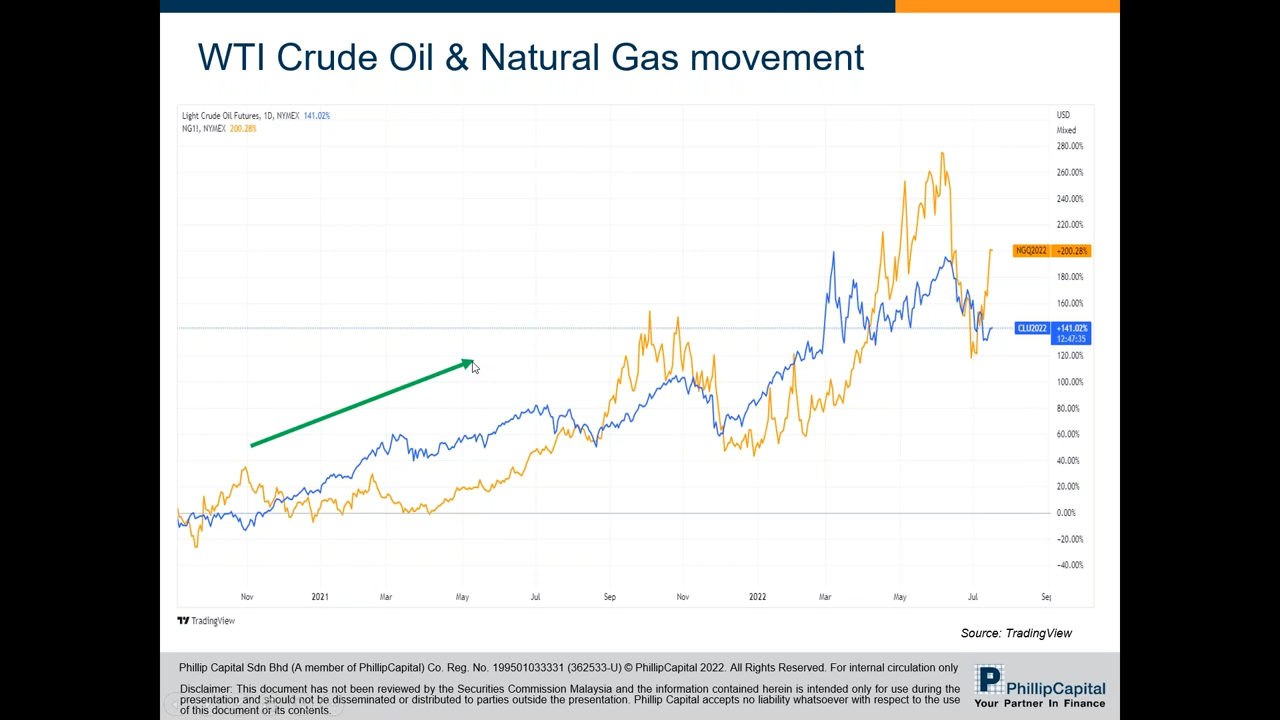 WTI Crude Oil & Natural Gas movement
Light Crude Oil Futures, 1D, NYMEX 141.02%
NG1!, NYMEX 200.28%
USD
Mixed
280.00%
260.00%
240.00%
220.00%
NGQ2022 +200.28%
180.00%
160.00%
CLU2022 +141.02%
12:47:35
120.00%
100.00%
80.00%
60.00%
40.00%
20.00%
0.00%
−20.00%
−40.00%
Nov 2021 Mar May Jul Sep Nov 2022 Mar May Jul Sep
TradingView
Source: TradingView
Phillip Capital Sdn Bhd (A member of PhillipCapital) Co. Reg. No. 199501033331 (362533-U) © PhillipCapital 2022. All Rights Reserved. For internal circulation only
Disclaimer: This document has not been reviewed by the Securities Commission Malaysia and the information contained herein is intended only for use during the
presentation and should not be disseminated or distributed to parties outside the presentation. Phillip Capital accepts no liability whatsoever with respect to the use
of this document or its contents.
PhillipCapital
Your Partner In Finance